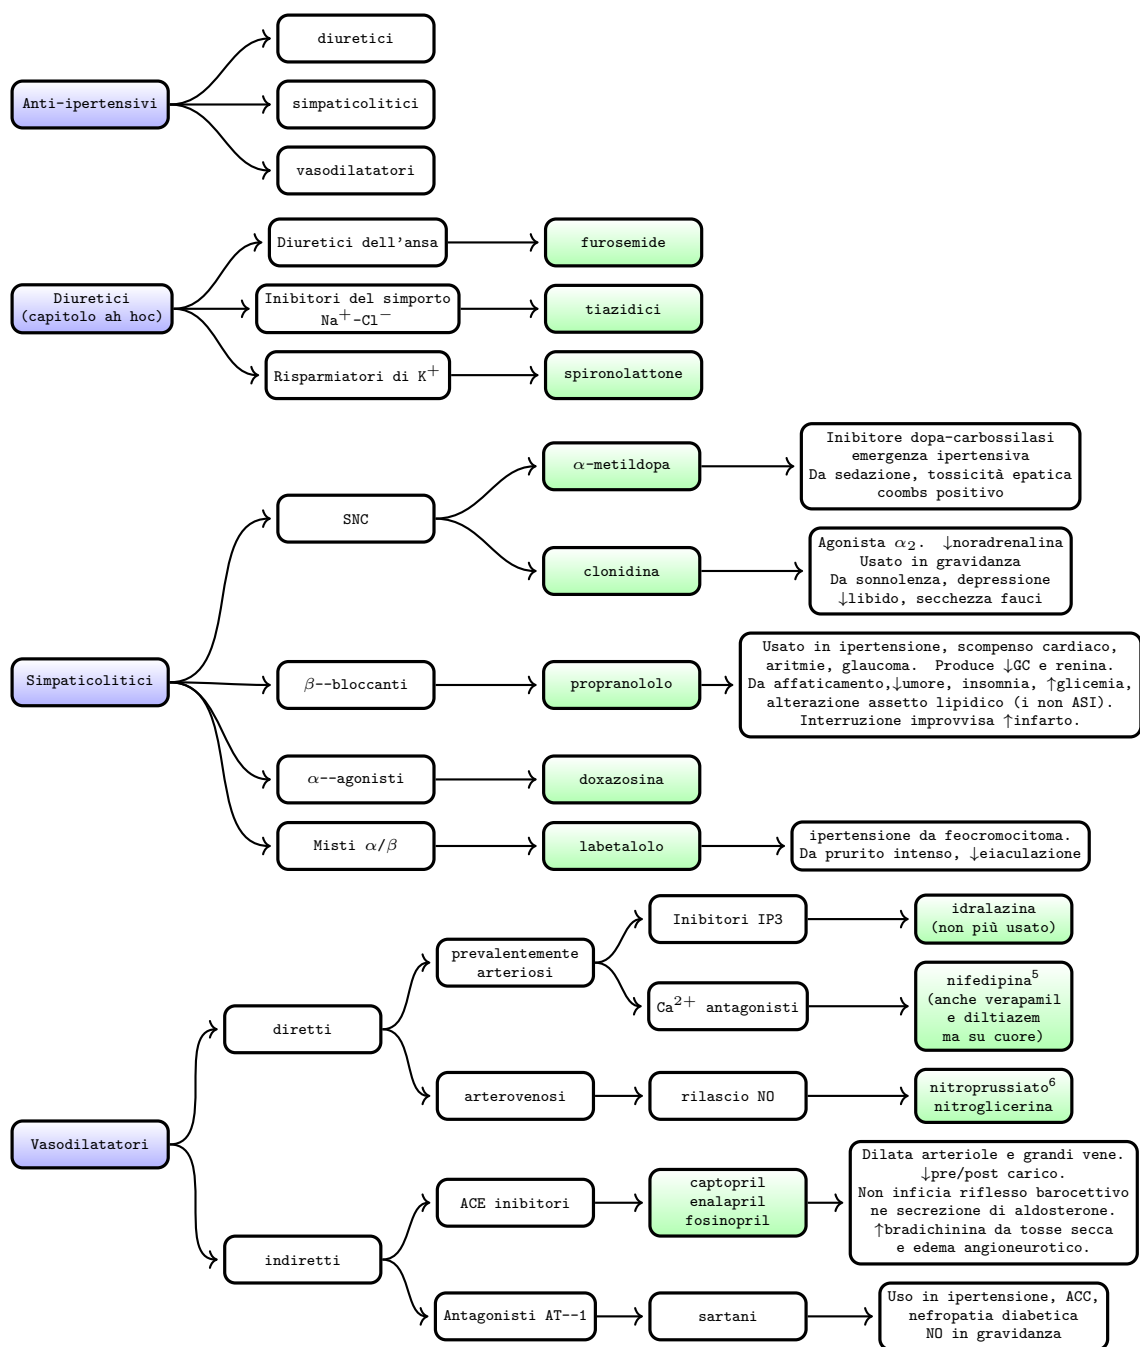 diuretici
Anti-ipertensivi
simpaticolitici
vasodilatatori
Diuretici dell'ansa
furosemide
Diuretici
(capitolo ah hoc)
Inibitori del simporto
Na⁺-Cl⁻
tiazidici
Risparmiatori di K⁺
spironolattone
Simpaticolitici
SNC
α-metildopa
Inibitore dopa-carbossilasi
emergenza ipertensiva
Da sedazione, tossicità epatica
coombs positivo
clonidina
Agonista α₂. ↓noradrenalina
Usato in gravidanza
Da sonnolenza, depressione
↓libido, secchezza fauci
β--bloccanti
propranololo
Usato in ipertensione, scompenso cardiaco,
aritmie, glaucoma. Produce ↓GC e renina.
Da affaticamento,↓umore, insomnia, ↑glicemia,
alterazione assetto lipidico (i non ASI).
Interruzione improvvisa ↑infarto.
α--agonisti
doxazosina
Misti α/β
labetalolo
ipertensione da feocromocitoma.
Da prurito intenso, ↓eiaculazione
Vasodilatatori
diretti
prevalentemente
arteriosi
Inibitori IP3
idralazina
(non più usato)
Ca²⁺ antagonisti
nifedipina⁵
(anche verapamil
e diltiazem
ma su cuore)
arterovenosi
rilascio NO
nitroprussiato⁶
nitroglicerina
indiretti
ACE inibitori
captopril
enalapril
fosinopril
Dilata arteriole e grandi vene.
↓pre/post carico.
Non inficia riflesso barocettivo
ne secrezione di aldosterone.
↑bradichinina da tosse secca
e edema angioneurotico.
Antagonisti AT--1
sartani
Uso in ipertensione, ACC,
nefropatia diabetica
NO in gravidanza